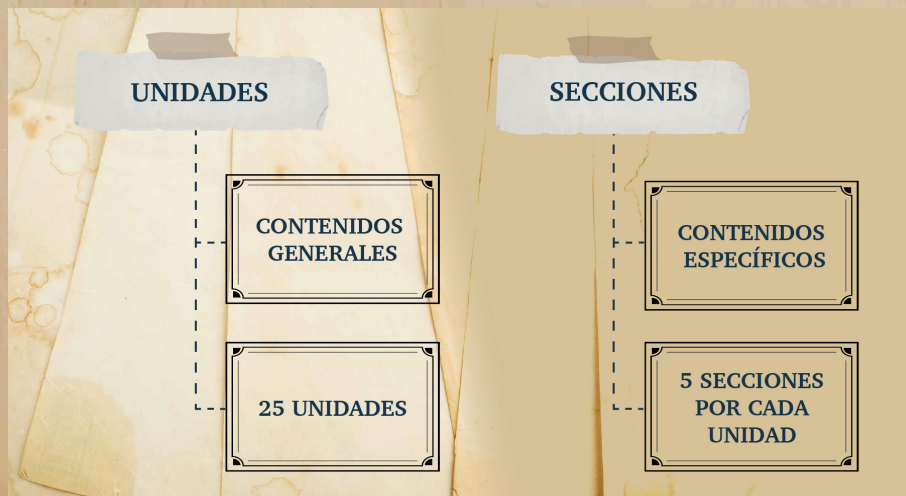 UNIDADES
CONTENIDOS
GENERALES
25 UNIDADES
SECCIONES
CONTENIDOS
ESPECÍFICOS
5 SECCIONES
POR CADA
UNIDAD